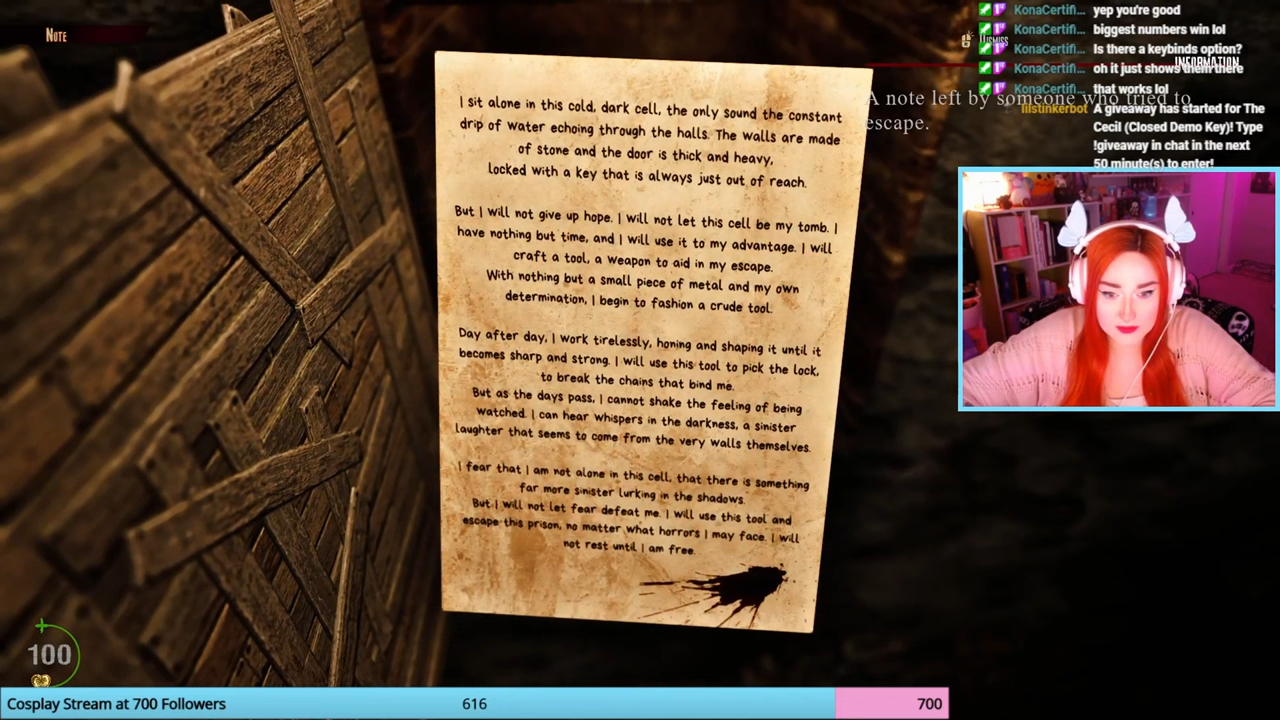 Note
I sit alone in this cold, dark cell, the only sound the constant
drip of water echoing through the halls. The walls are made
of stone and the door is thick and heavy,
locked with a key that is always just out of reach.
But I will not give up hope. I will not let this cell be my tomb. I
have nothing but time, and I will use it to my advantage. I will
craft a tool, a weapon to aid in my escape.
With nothing but a small piece of metal and my own
determination, I begin to fashion a crude tool.
Day after day, I work tirelessly, honing and shaping it until it
becomes sharp and strong. I will use this tool to pick the lock,
to break the chains that bind me.
But as the days pass, I cannot shake the feeling of being
watched. I can hear whispers in the darkness, a sinister
laughter that seems to come from the very walls themselves.
I fear that I am not alone in this cell, that there is something
far more sinister lurking in the shadows.
But I will not let fear defeat me. I will use this tool and
escape this prison, no matter what horrors I may face. I will
not rest until I am free.
Dismiss
INFORMATION
A note left by someone who tried to
escape.
KonaCertifi... yep you're good
KonaCertifi... biggest numbers win lol
KonaCertifi... Is there a keybinds option?
KonaCertifi... oh it just shows them there
KonaCertifi... that works lol
lilstinkerbot A giveaway has started for The
Cecil (Closed Demo Key)! Type
!giveaway in chat in the next
50 minute(s) to enter!
100
Cosplay Stream at 700 Followers 616 700